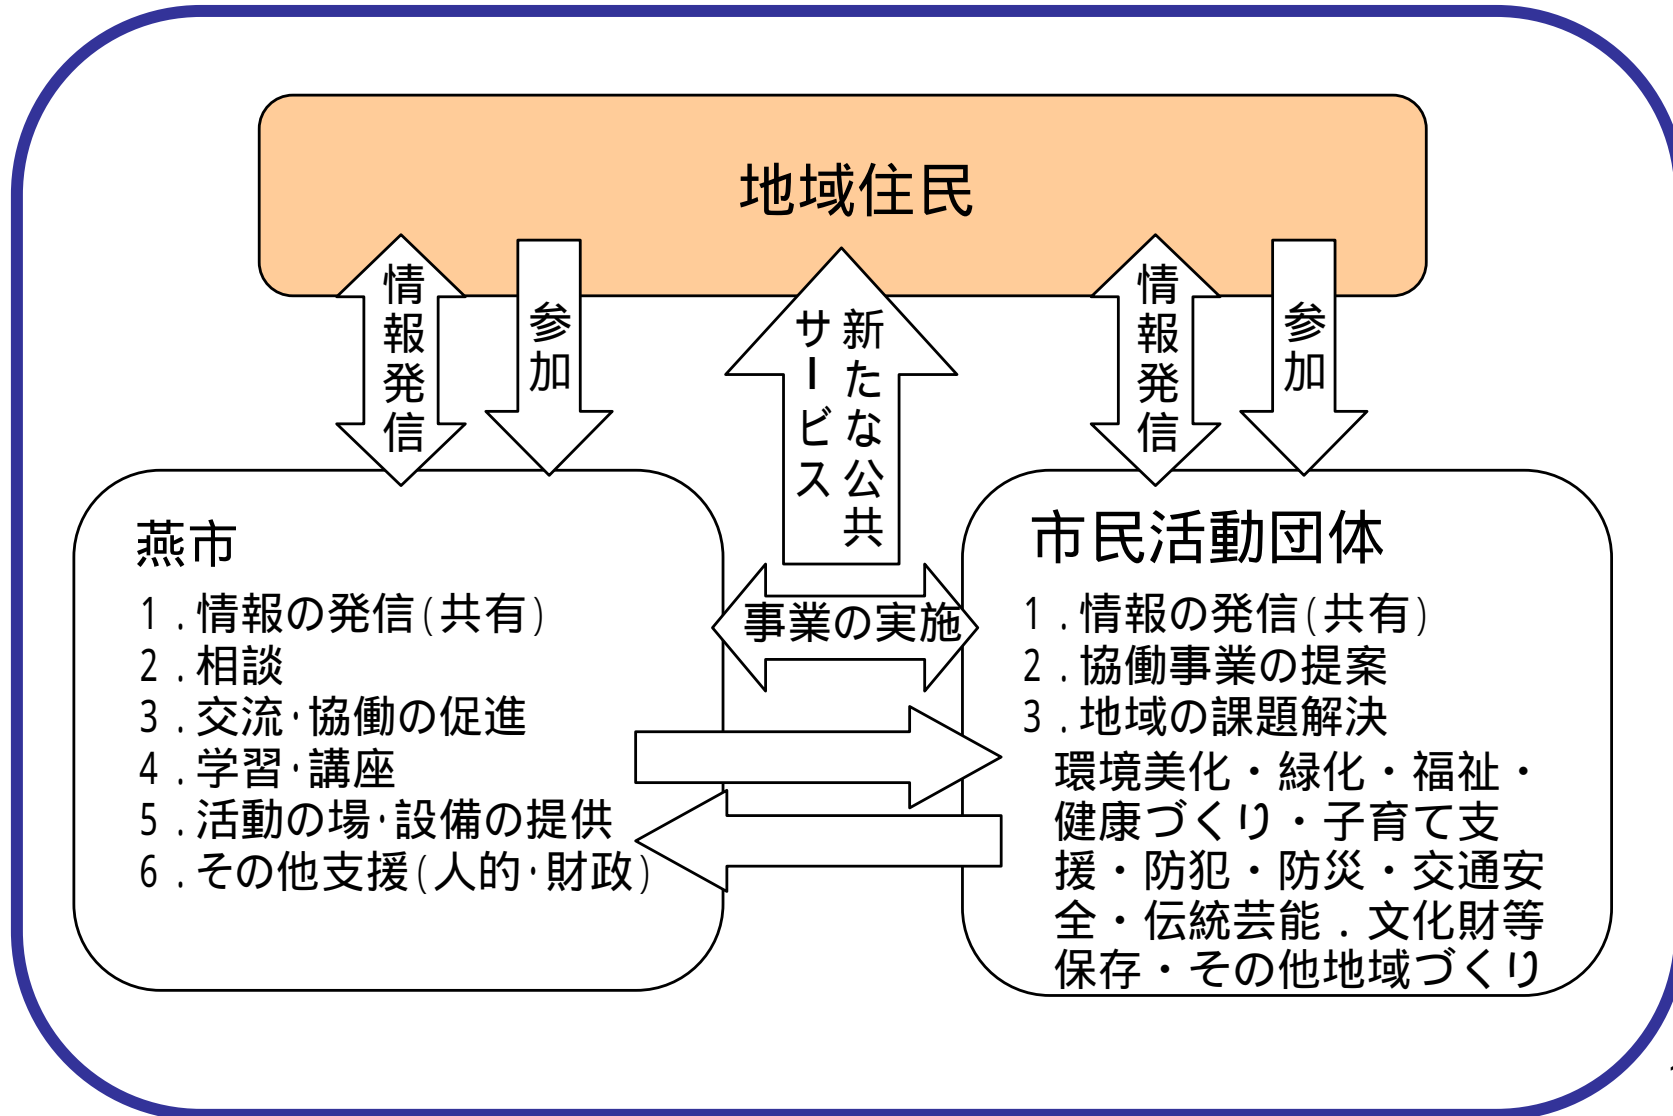 地域住民
情報発信
参加
新たな公共
サービス
情報発信
参加
燕市
1．情報の発信(共有)
2．相談
3．交流･協働の促進
4．学習･講座
5．活動の場･設備の提供
6．その他支援(人的･財政)
事業の実施
市民活動団体
1．情報の発信(共有)
2．協働事業の提案
3．地域の課題解決
環境美化・緑化・福祉・
健康づくり・子育て支
援・防犯・防災・交通安
全・伝統芸能．文化財等
保存・その他地域づくり